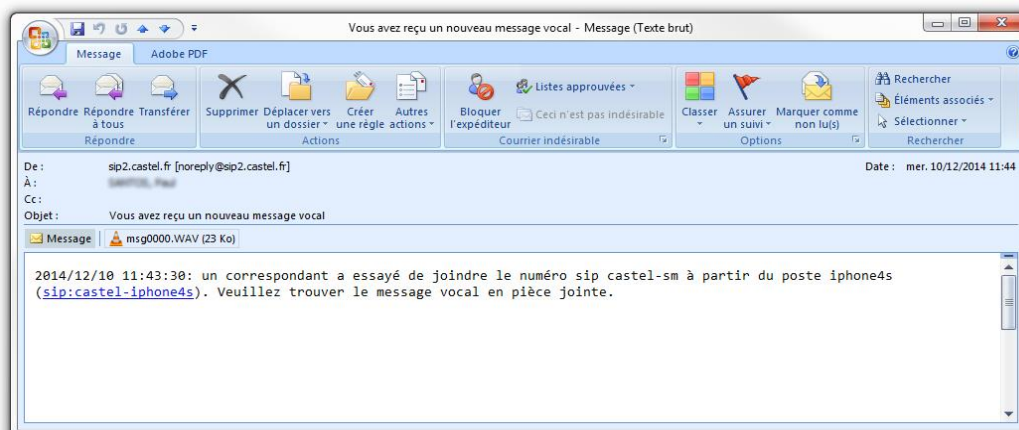 Vous avez reçu un nouveau message vocal - Message (Texte brut)
Message Adobe PDF
Répondre Répondre à tous Transférer
Répondre
Supprimer Déplacer vers un dossier Créer une règle Autres actions
Actions
Bloquer l'expéditeur Listes approuvées Ceci n'est pas indésirable
Courrier indésirable
Classer Assurer un suivi Marquer comme non lu(s)
Options
Rechercher
Éléments associés
Sélectionner
Rechercher
De : sip2.castel.fr [noreply@sip2.castel.fr] Date : mer. 10/12/2014 11:44
À :
Cc :
Objet : Vous avez reçu un nouveau message vocal
Message msg0000.WAV (23 Ko)
2014/12/10 11:43:30: un correspondant a essayé de joindre le numéro sip castel-sm à partir du poste iphone4s
(sip:castel-iphone4s). Veuillez trouver le message vocal en pièce jointe.